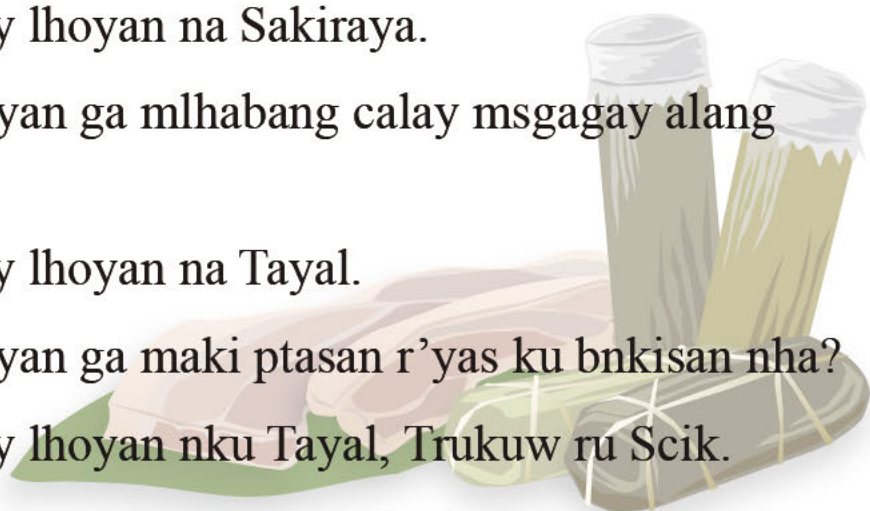 y lhoyan na Sakiraya.
yan ga mlhabang calay msgagay alang
y lhoyan na Tayal.
yan ga maki ptasan r’yas ku bnkisan nha?
y lhoyan nku Tayal, Trukuw ru Scik.